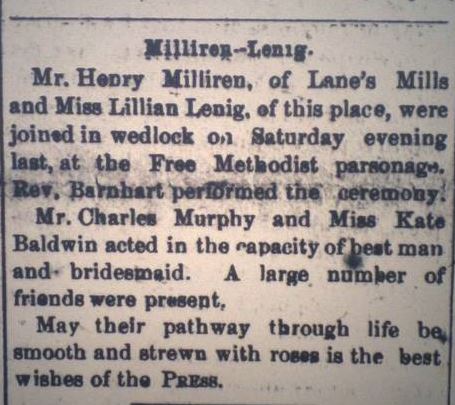 Milliren-Lenig.
Mr. Henry Milliren, of Lane's Mills
and Miss Lillian Lenig, of this place, were
joined in wedlock on Saturday evening
last, at the Free Methodist parsonage.
Rev. Barnhart performed the ceremony.
Mr. Charles Murphy and Miss Kate
Baldwin acted in the capacity of best man
and bridesmaid. A large number of
friends were present.
May their pathway through life be
smooth and strewn with roses is the best
wishes of the PRESS.